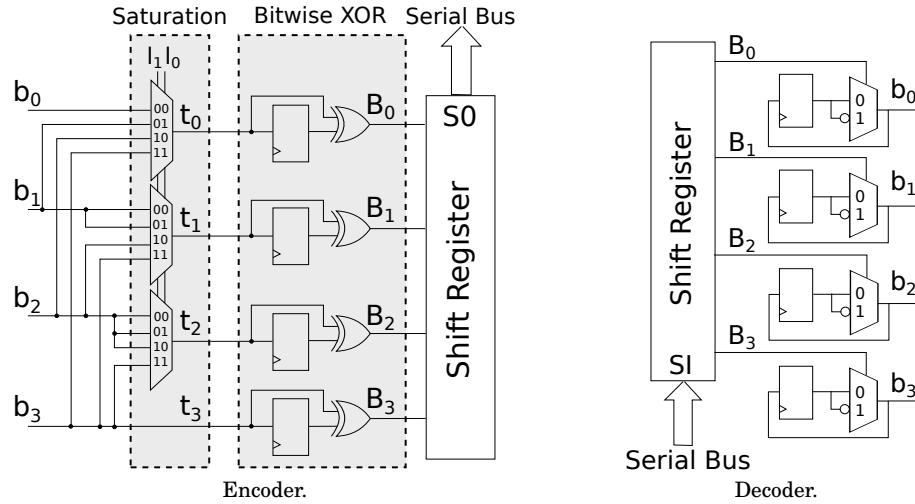 Saturation
Bitwise XOR
Serial Bus
l₁ l₀
b₀
00
01
10
11
t₀
B₀
S0
b₁
00
01
10
11
t₁
B₁
Shift Register
b₂
00
01
10
11
t₂
B₂
b₃
t₃
B₃
Encoder.
B₀
0
1
b₀
B₁
0
1
b₁
Shift Register
B₂
0
1
b₂
B₃
0
1
b₃
SI
Serial Bus
Decoder.